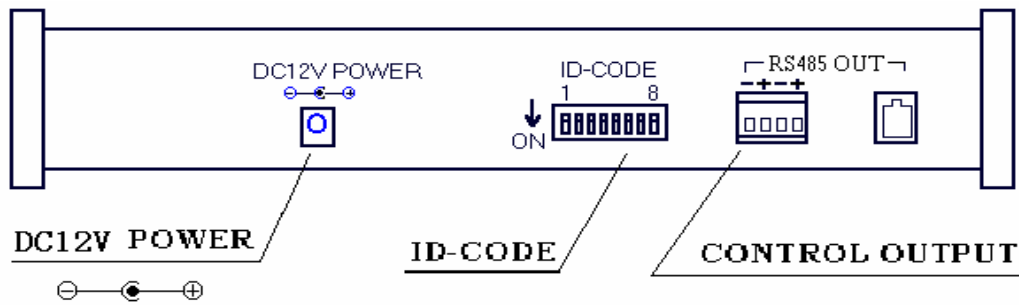 DC12V POWER
ID-CODE
1 8
ON
RS485 OUT
-+-+
DC12V POWER
ID-CODE
CONTROL OUTPUT